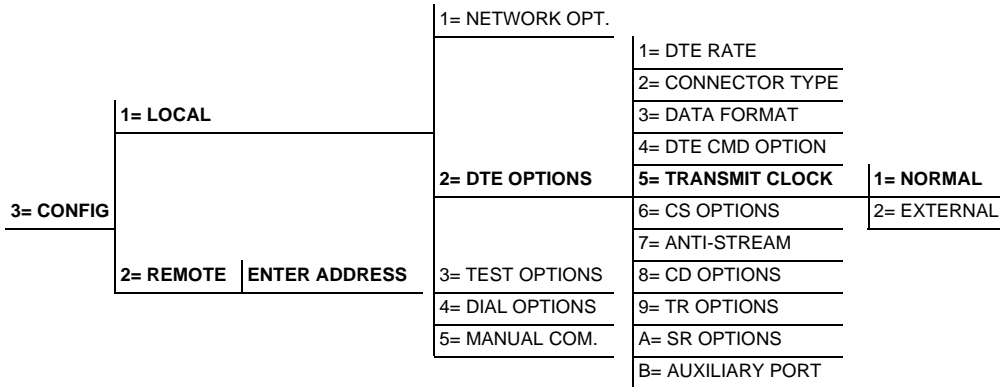 1= NETWORK OPT.
1= DTE RATE
2= CONNECTOR TYPE
1= LOCAL
3= DATA FORMAT
4= DTE CMD OPTION
2= DTE OPTIONS
5= TRANSMIT CLOCK
1= NORMAL
3= CONFIG
6= CS OPTIONS
2= EXTERNAL
7= ANTI-STREAM
2= REMOTE
ENTER ADDRESS
3= TEST OPTIONS
8= CD OPTIONS
4= DIAL OPTIONS
9= TR OPTIONS
5= MANUAL COM.
A= SR OPTIONS
B= AUXILIARY PORT